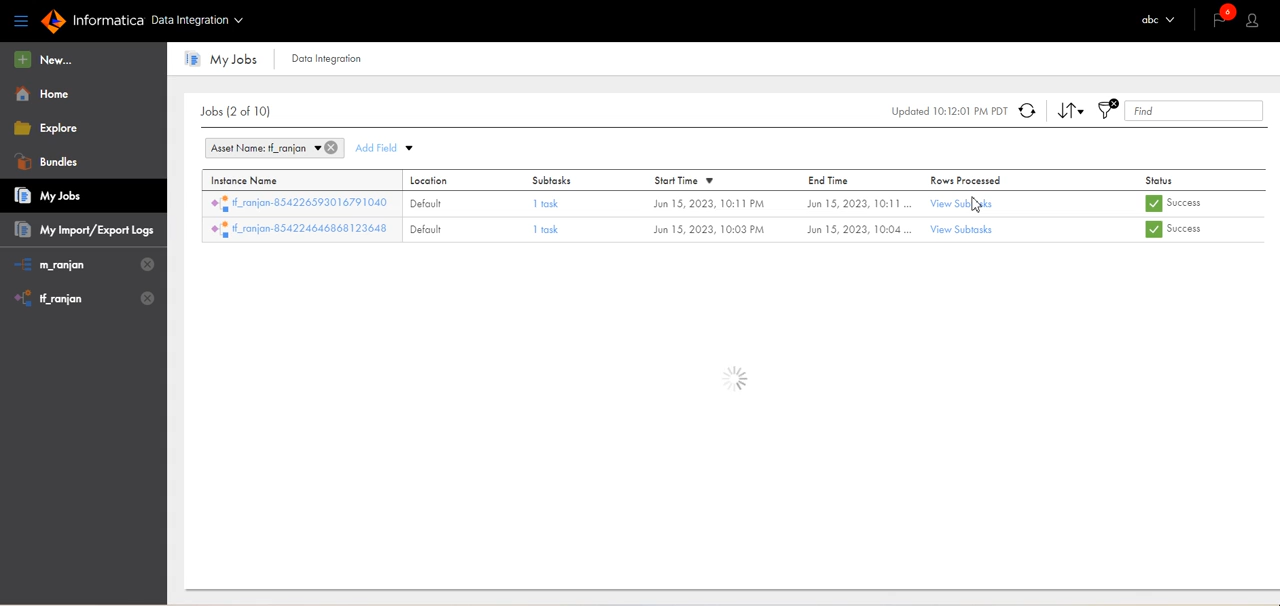 Informatica Data Integration
abc
6
New...
Home
Explore
Bundles
My Jobs
My Import/Export Logs
m_ranjan
tf_ranjan
My Jobs
Data Integration
Jobs (2 of 10)
Updated 10:12:01 PM PDT
Find
Asset Name: tf_ranjan
Add Field
Instance Name Location Subtasks Start Time End Time Rows Processed Status
tf_ranjan-854226593016791040 Default 1 task Jun 15, 2023, 10:11 PM Jun 15, 2023, 10:11 ... View Subtasks Success
tf_ranjan-854224646868123648 Default 1 task Jun 15, 2023, 10:03 PM Jun 15, 2023, 10:04 ... View Subtasks Success